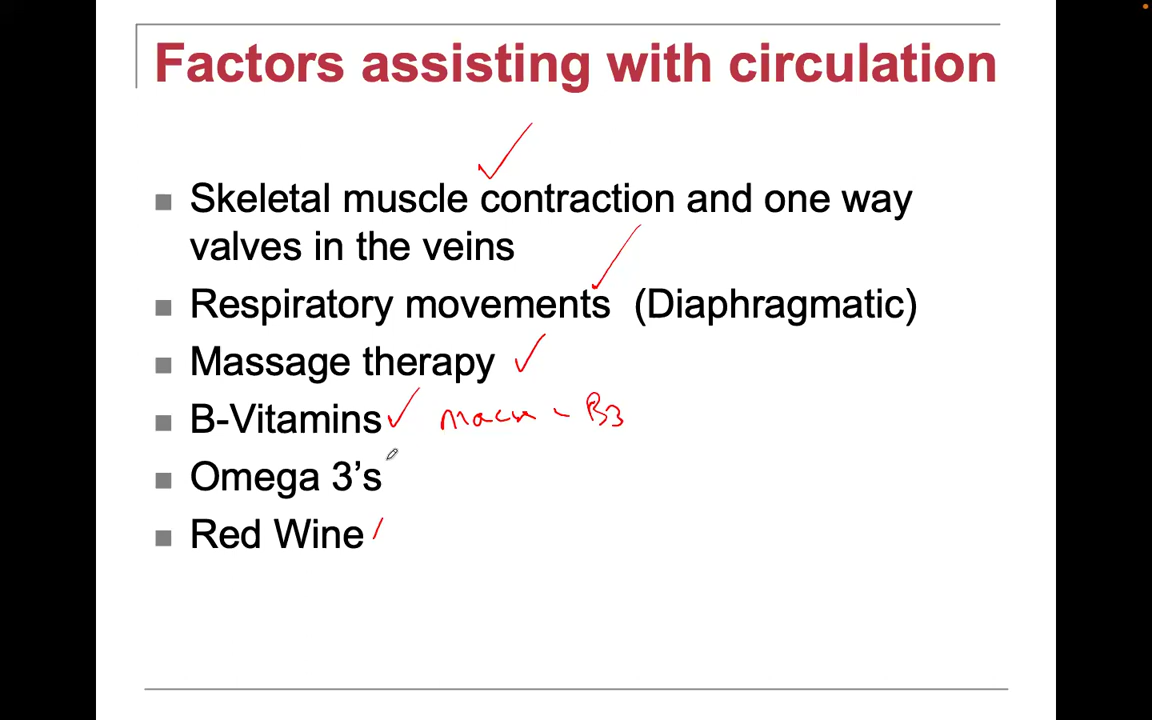 Factors assisting with circulation
Skeletal muscle contraction and one way
valves in the veins
Respiratory movements (Diaphragmatic)
Massage therapy
B-Vitamins B3
Omega 3's
Red Wine